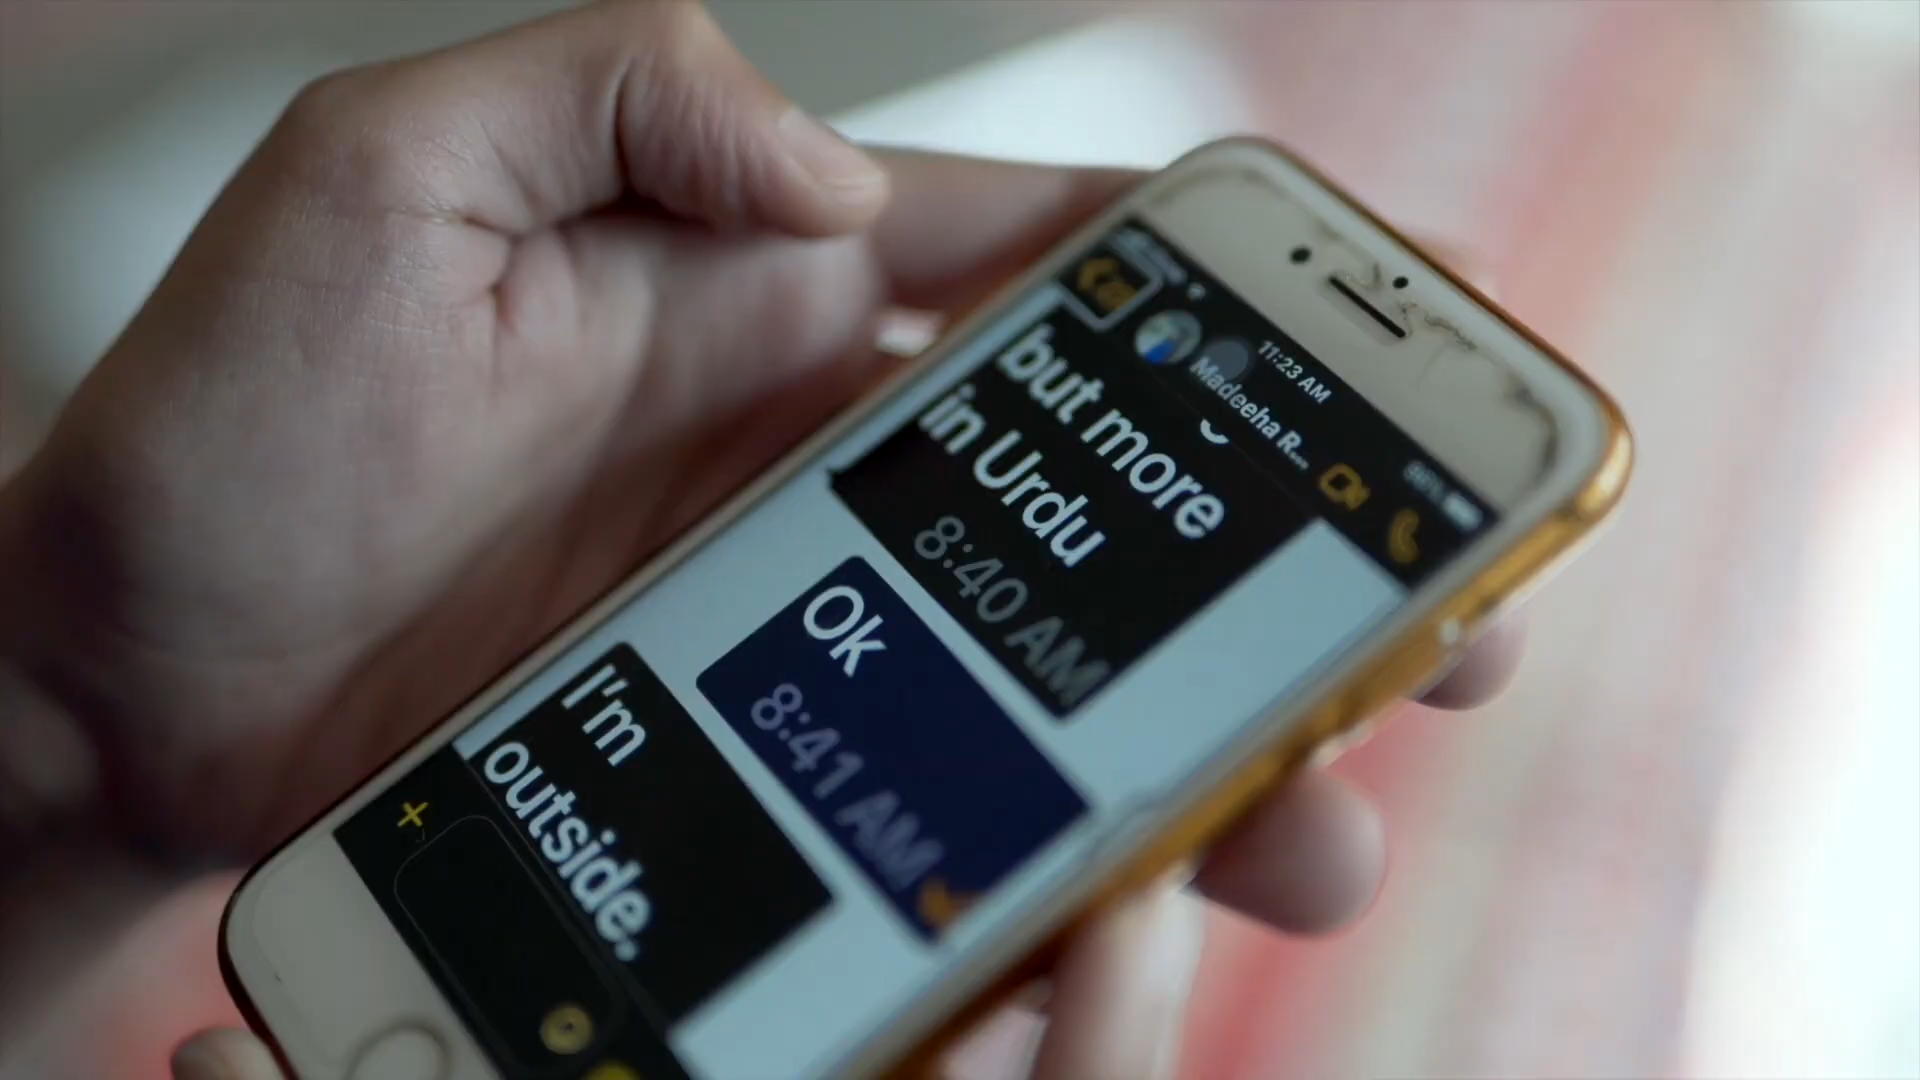 11:23 AM
Madeeha R...
but more
in Urdu
8:40 AM
Ok
8:41 AM
I'm
outside.